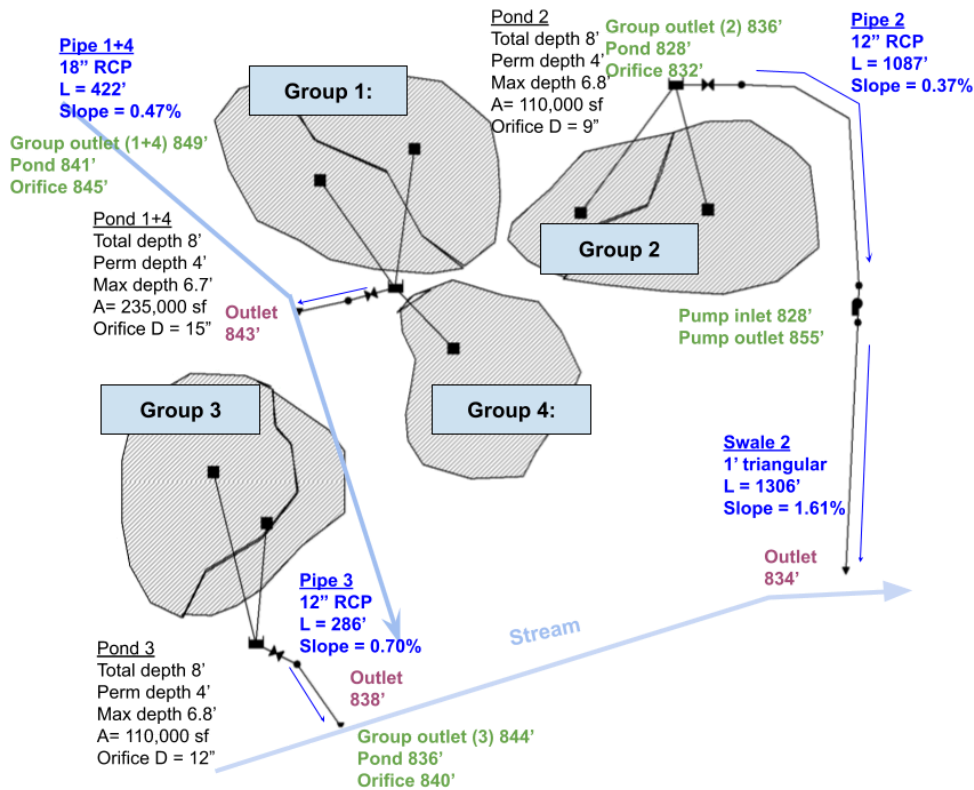 Pond 2
Total depth 8'
Perm depth 4'
Max depth 6.8'
A= 110,000 sf
Orifice D = 9”
Group outlet (2) 836’
Pond 828’
Orifice 832’
Pipe 2
12” RCP
L = 1087’
Slope = 0.37%
Pipe 1+4
18” RCP
L = 422’
Slope = 0.47%
Group 1:
Group outlet (1+4) 849’
Pond 841’
Orifice 845’
Pond 1+4
Total depth 8’
Perm depth 4’
Max depth 6.7’
A= 235,000 sf
Orifice D = 15”
Group 2
Outlet
843’
Pump inlet 828’
Pump outlet 855’
Group 3
Group 4:
Swale 2
1’ triangular
L = 1306’
Slope = 1.61%
Outlet
834’
Pipe 3
12” RCP
L = 286’
Slope = 0.70%
Stream
Pond 3
Total depth 8’
Perm depth 4’
Max depth 6.8’
A= 110,000 sf
Orifice D = 12”
Outlet
838’
Group outlet (3) 844’
Pond 836’
Orifice 840’